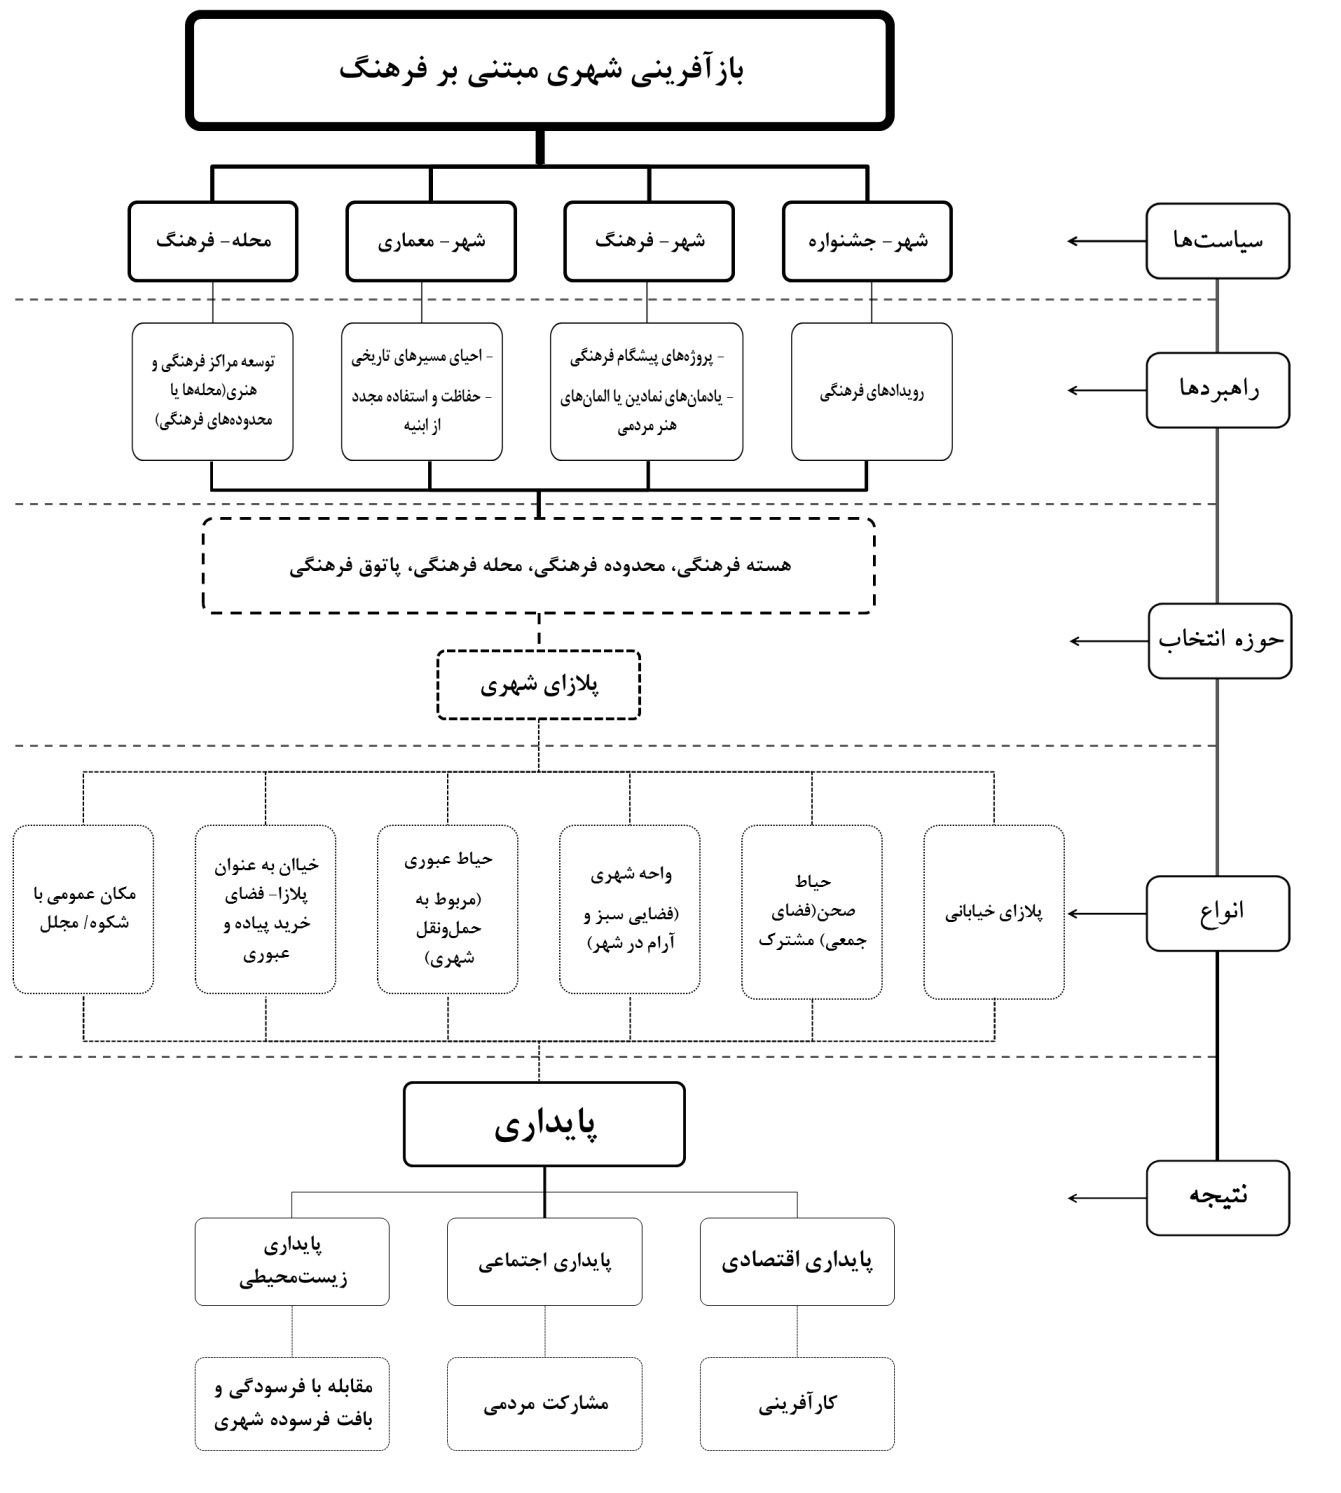 بازآفرینی شهری مبتنی بر فرهنگ
سیاست‌ها
شهر- جشنواره
شهر- فرهنگ
شهر- معماری
محله- فرهنگ
راهبردها
رویدادهای فرهنگی
- پروژه‌های پیشگام فرهنگی
- یادمان‌های نمادین یا المان‌های
هنر مردمی
- احیای مسیرهای تاریخی
- حفاظت و استفاده مجدد
از ابنیه
توسعه مراکز فرهنگی و
هنری(محله‌ها یا
محدوده‌های فرهنگی)
حوزه انتخاب
هسته فرهنگی، محدوده فرهنگی، محله فرهنگی، پاتوق فرهنگی
پلازای شهری
انواع
پلازای خیابانی
حیاط
صحن(فضای
جمعی) مشترک
واحه شهری
(فضایی سبز و
آرام در شهر)
حیاط عبوری
(مربوط به
حمل‌ونقل
شهری)
خیاان به عنوان
پلازا- فضای
خرید پیاده و
عبوری
مکان عمومی با
شکوه/ مجلل
نتیجه
پایداری
پایداری اقتصادی
پایداری اجتماعی
پایداری
زیست‌محیطی
کارآفرینی
مشارکت مردمی
مقابله با فرسودگی و
بافت فرسوده شهری